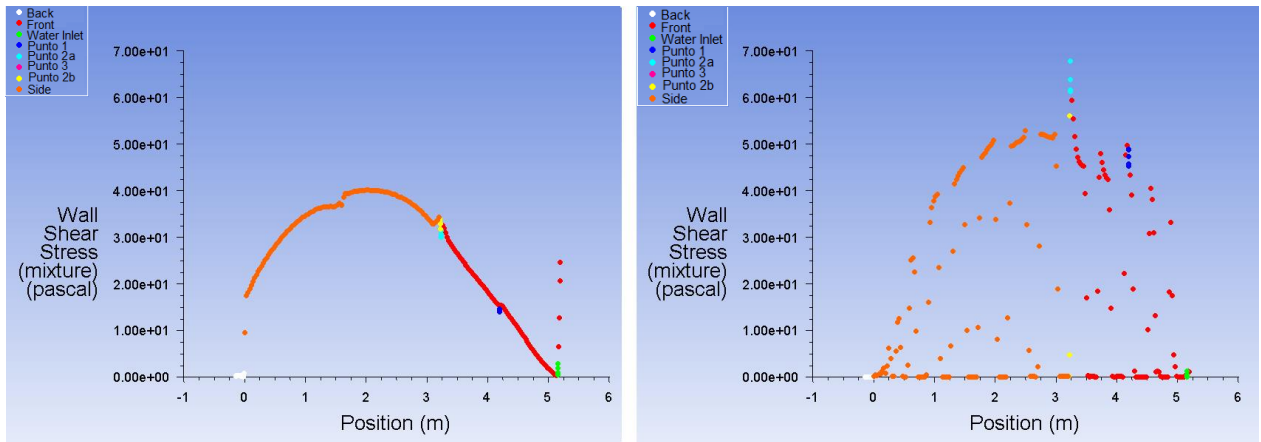 Back
Front
Water Inlet
Punto 1
Punto 2a
Punto 3
Punto 2b
Side
7.00e+01
6.00e+01
5.00e+01
4.00e+01
3.00e+01
2.00e+01
1.00e+01
0.00e+00
Wall
Shear
Stress
(mixture)
(pascal)
-1 0 1 2 3 4 5 6
Position (m)
Back
Front
Water Inlet
Punto 1
Punto 2a
Punto 3
Punto 2b
Side
7.00e+01
6.00e+01
5.00e+01
4.00e+01
3.00e+01
2.00e+01
1.00e+01
0.00e+00
Wall
Shear
Stress
(mixture)
(pascal)
-1 0 1 2 3 4 5 6
Position (m)